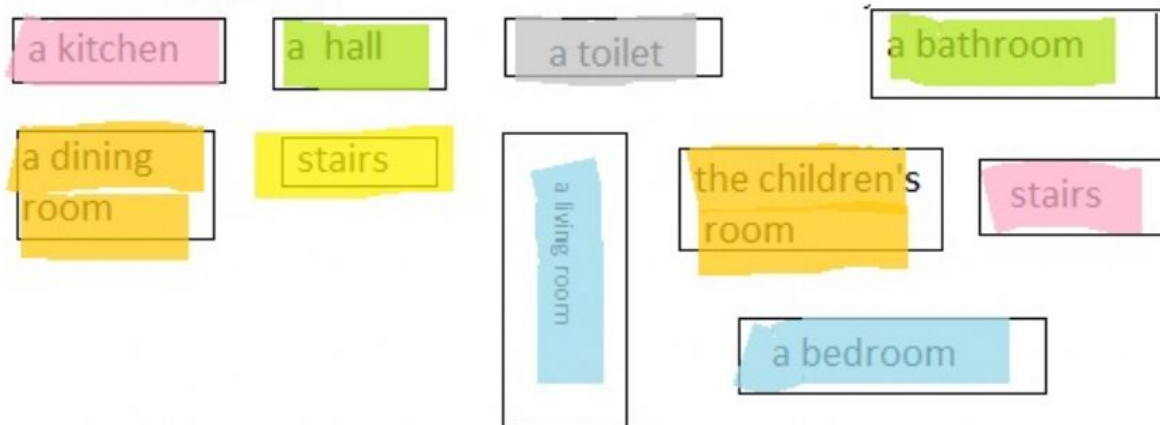 a kitchen
a hall
a toilet
a bathroom
a dining
room
stairs
a living room
the children's
room
stairs
a bedroom